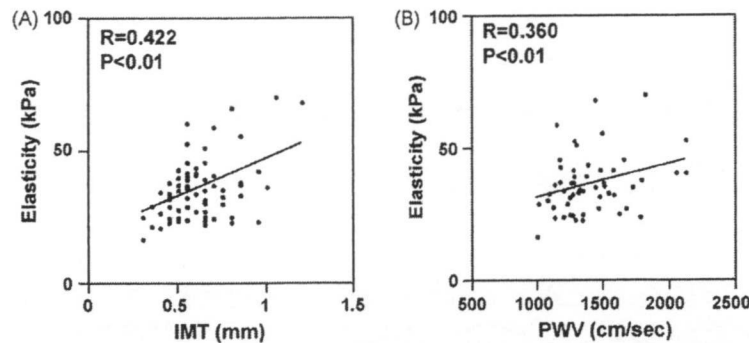 (A)
R=0.422
P<0.01
Elasticity (kPa)
100
50
0
0
0.5
1
1.6
IMT (mm)
(B)
R=0.360
P<0.01
Elasticity (kPa)
100
50
0
500
1000
1500
2000
2500
PWV (cm/sec)